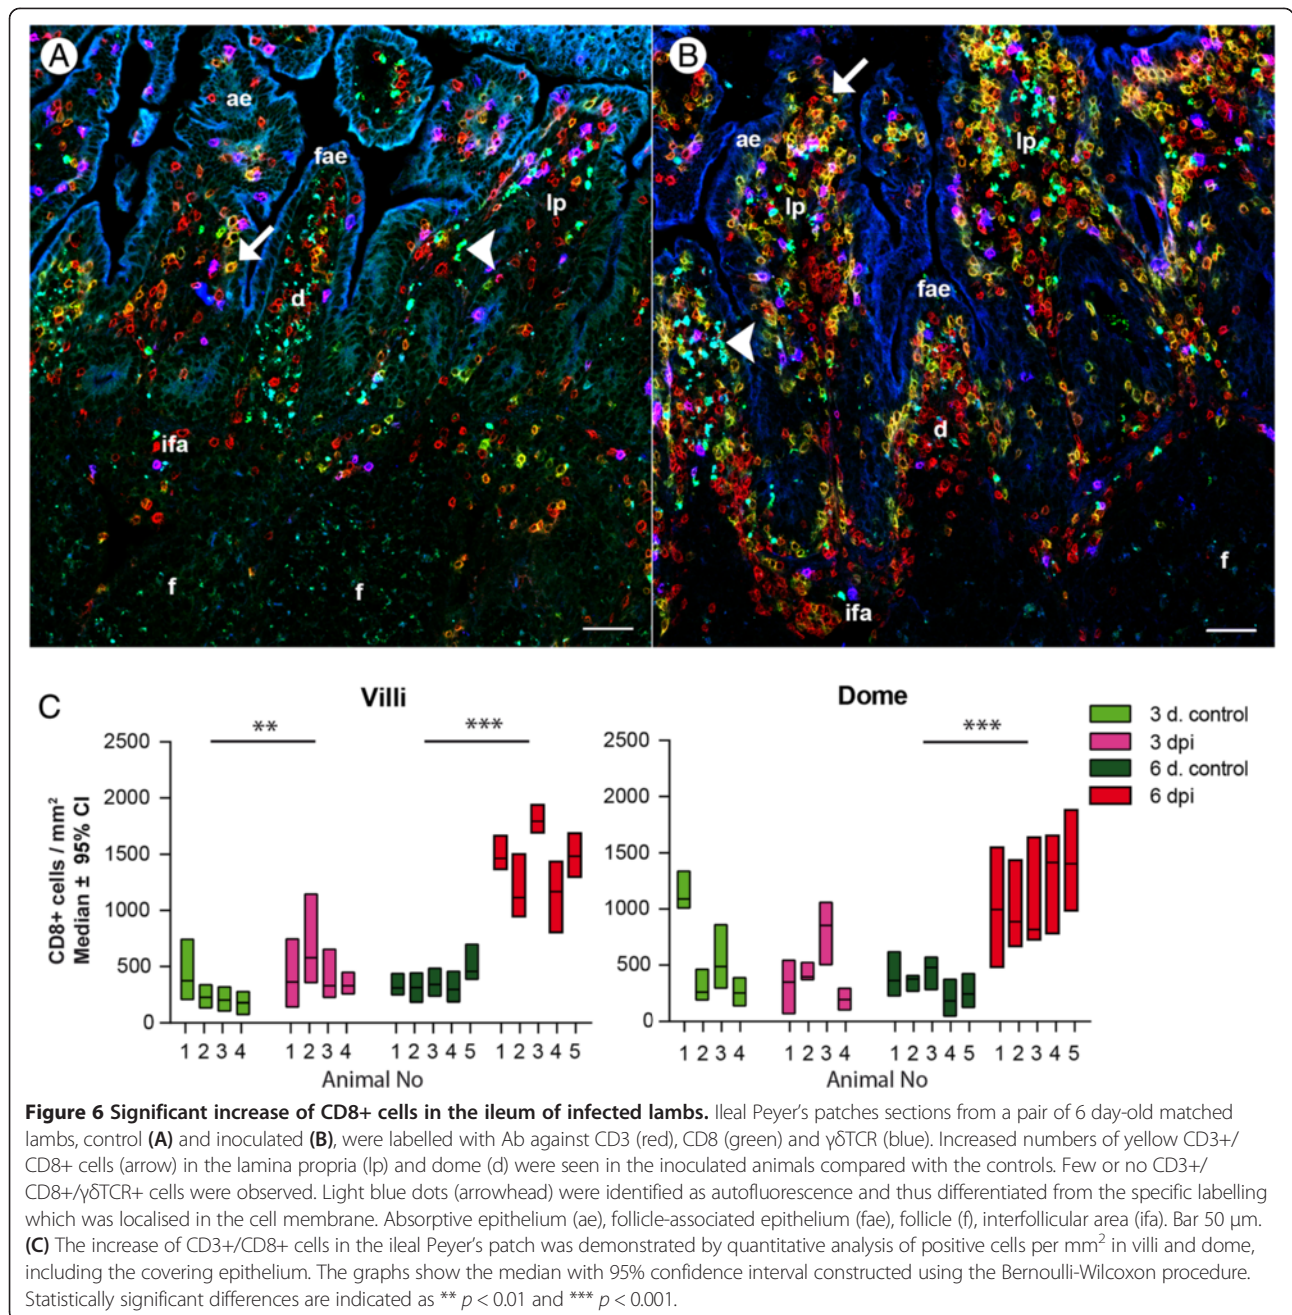 A
ae
fae
lp
d
ifa
f
f
B
ae
lp
lp
fae
d
ifa
f
C
Villi
Dome
**
***
***
3 d. control
3 dpi
6 d. control
6 dpi
CD8+ cells / mm²
Median ± 95% CI
2500
2000
1500
1000
500
0
1 2 3 4 1 2 3 4 1 2 3 4 5 1 2 3 4 5
Animal No
2500
2000
1500
1000
500
0
1 2 3 4 1 2 3 4 1 2 3 4 5 1 2 3 4 5
Animal No
Figure 6 Significant increase of CD8+ cells in the ileum of infected lambs. Ileal Peyer's patches sections from a pair of 6 day-old matched
lambs, control (A) and inoculated (B), were labelled with Ab against CD3 (red), CD8 (green) and γδTCR (blue). Increased numbers of yellow CD3+/
CD8+ cells (arrow) in the lamina propria (lp) and dome (d) were seen in the inoculated animals compared with the controls. Few or no CD3+/
CD8+/γδTCR+ cells were observed. Light blue dots (arrowhead) were identified as autofluorescence and thus differentiated from the specific labelling
which was localised in the cell membrane. Absorptive epithelium (ae), follicle-associated epithelium (fae), follicle (f), interfollicular area (ifa). Bar 50 μm.
(C) The increase of CD3+/CD8+ cells in the ileal Peyer's patch was demonstrated by quantitative analysis of positive cells per mm² in villi and dome,
including the covering epithelium. The graphs show the median with 95% confidence interval constructed using the Bernoulli-Wilcoxon procedure.
Statistically significant differences are indicated as ** p < 0.01 and *** p < 0.001.